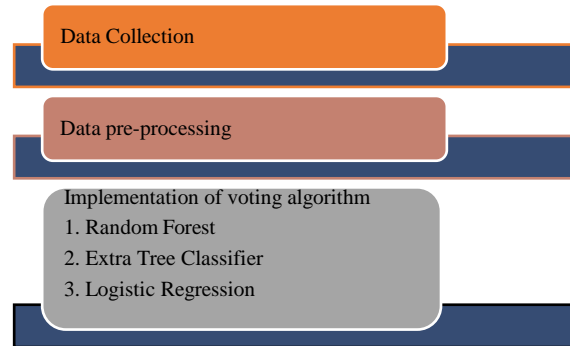 Data Collection
Data pre-processing
Implementation of voting algorithm
1. Random Forest
2. Extra Tree Classifier
3. Logistic Regression